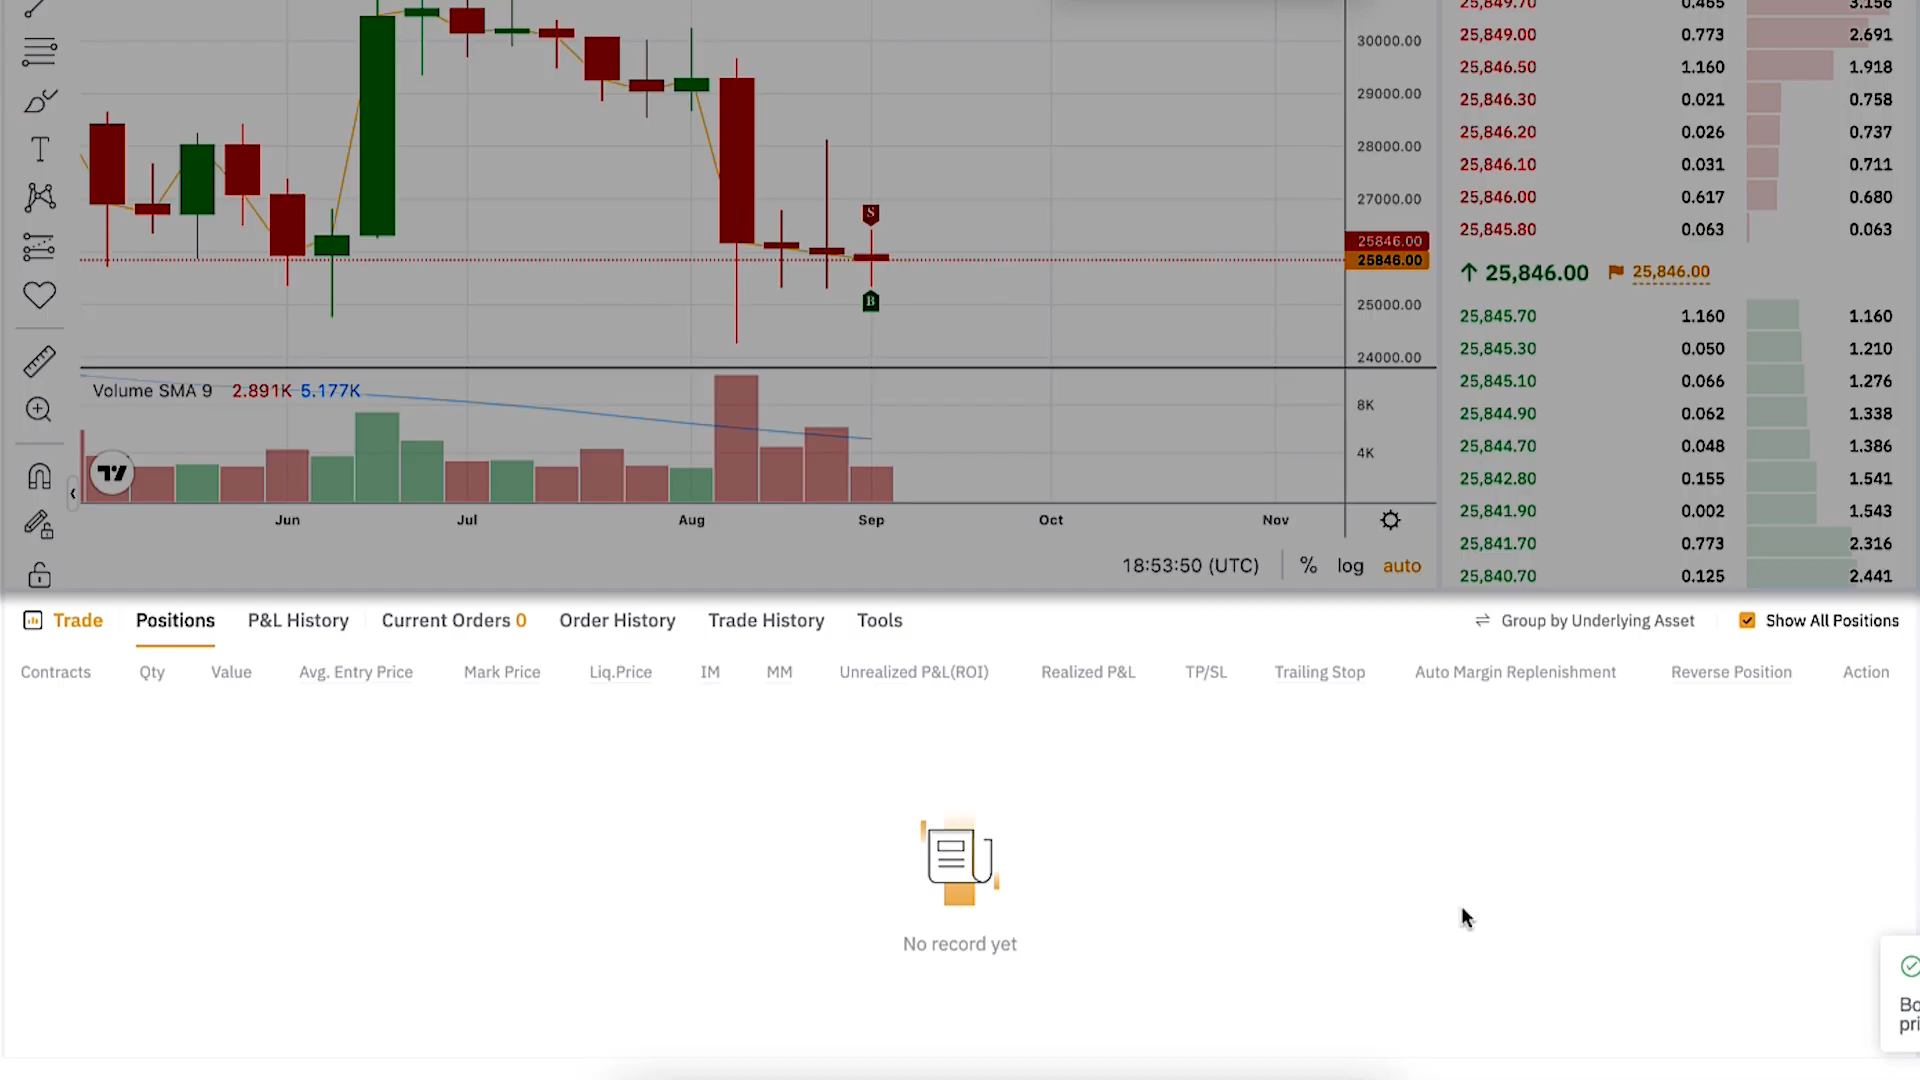 25,849.70 0.465 3.156
30000.00 25,849.00 0.773 2.691
25,846.50 1.160 1.918
29000.00 25,846.30 0.021 0.758
25,846.20 0.026 0.737
T 28000.00 25,846.10 0.031 0.711
27000.00 25,846.00 0.617 0.680
S 25,845.80 0.063 0.063
25846.00
25846.00 25,846.00 25,846.00
B 25000.00 25,845.70 1.160 1.160
24000.00 25,845.30 0.050 1.210
Volume SMA 9 2.891K 5.177K 25,845.10 0.066 1.276
8K 25,844.90 0.062 1.338
4K 25,844.70 0.048 1.386
25,842.80 0.155 1.541
25,841.90 0.002 1.543
Jun Jul Aug Sep Oct Nov
25,841.70 0.773 2.316
18:53:50 (UTC) % log auto 25,840.70 0.125 2.441
Trade Positions P&L History Current Orders 0 Order History Trade History Tools Group by Underlying Asset Show All Positions
Contracts Qty Value Avg. Entry Price Mark Price Liq.Price IM MM Unrealized P&L(ROI) Realized P&L TP/SL Trailing Stop Auto Margin Replenishment Reverse Position Action
No record yet